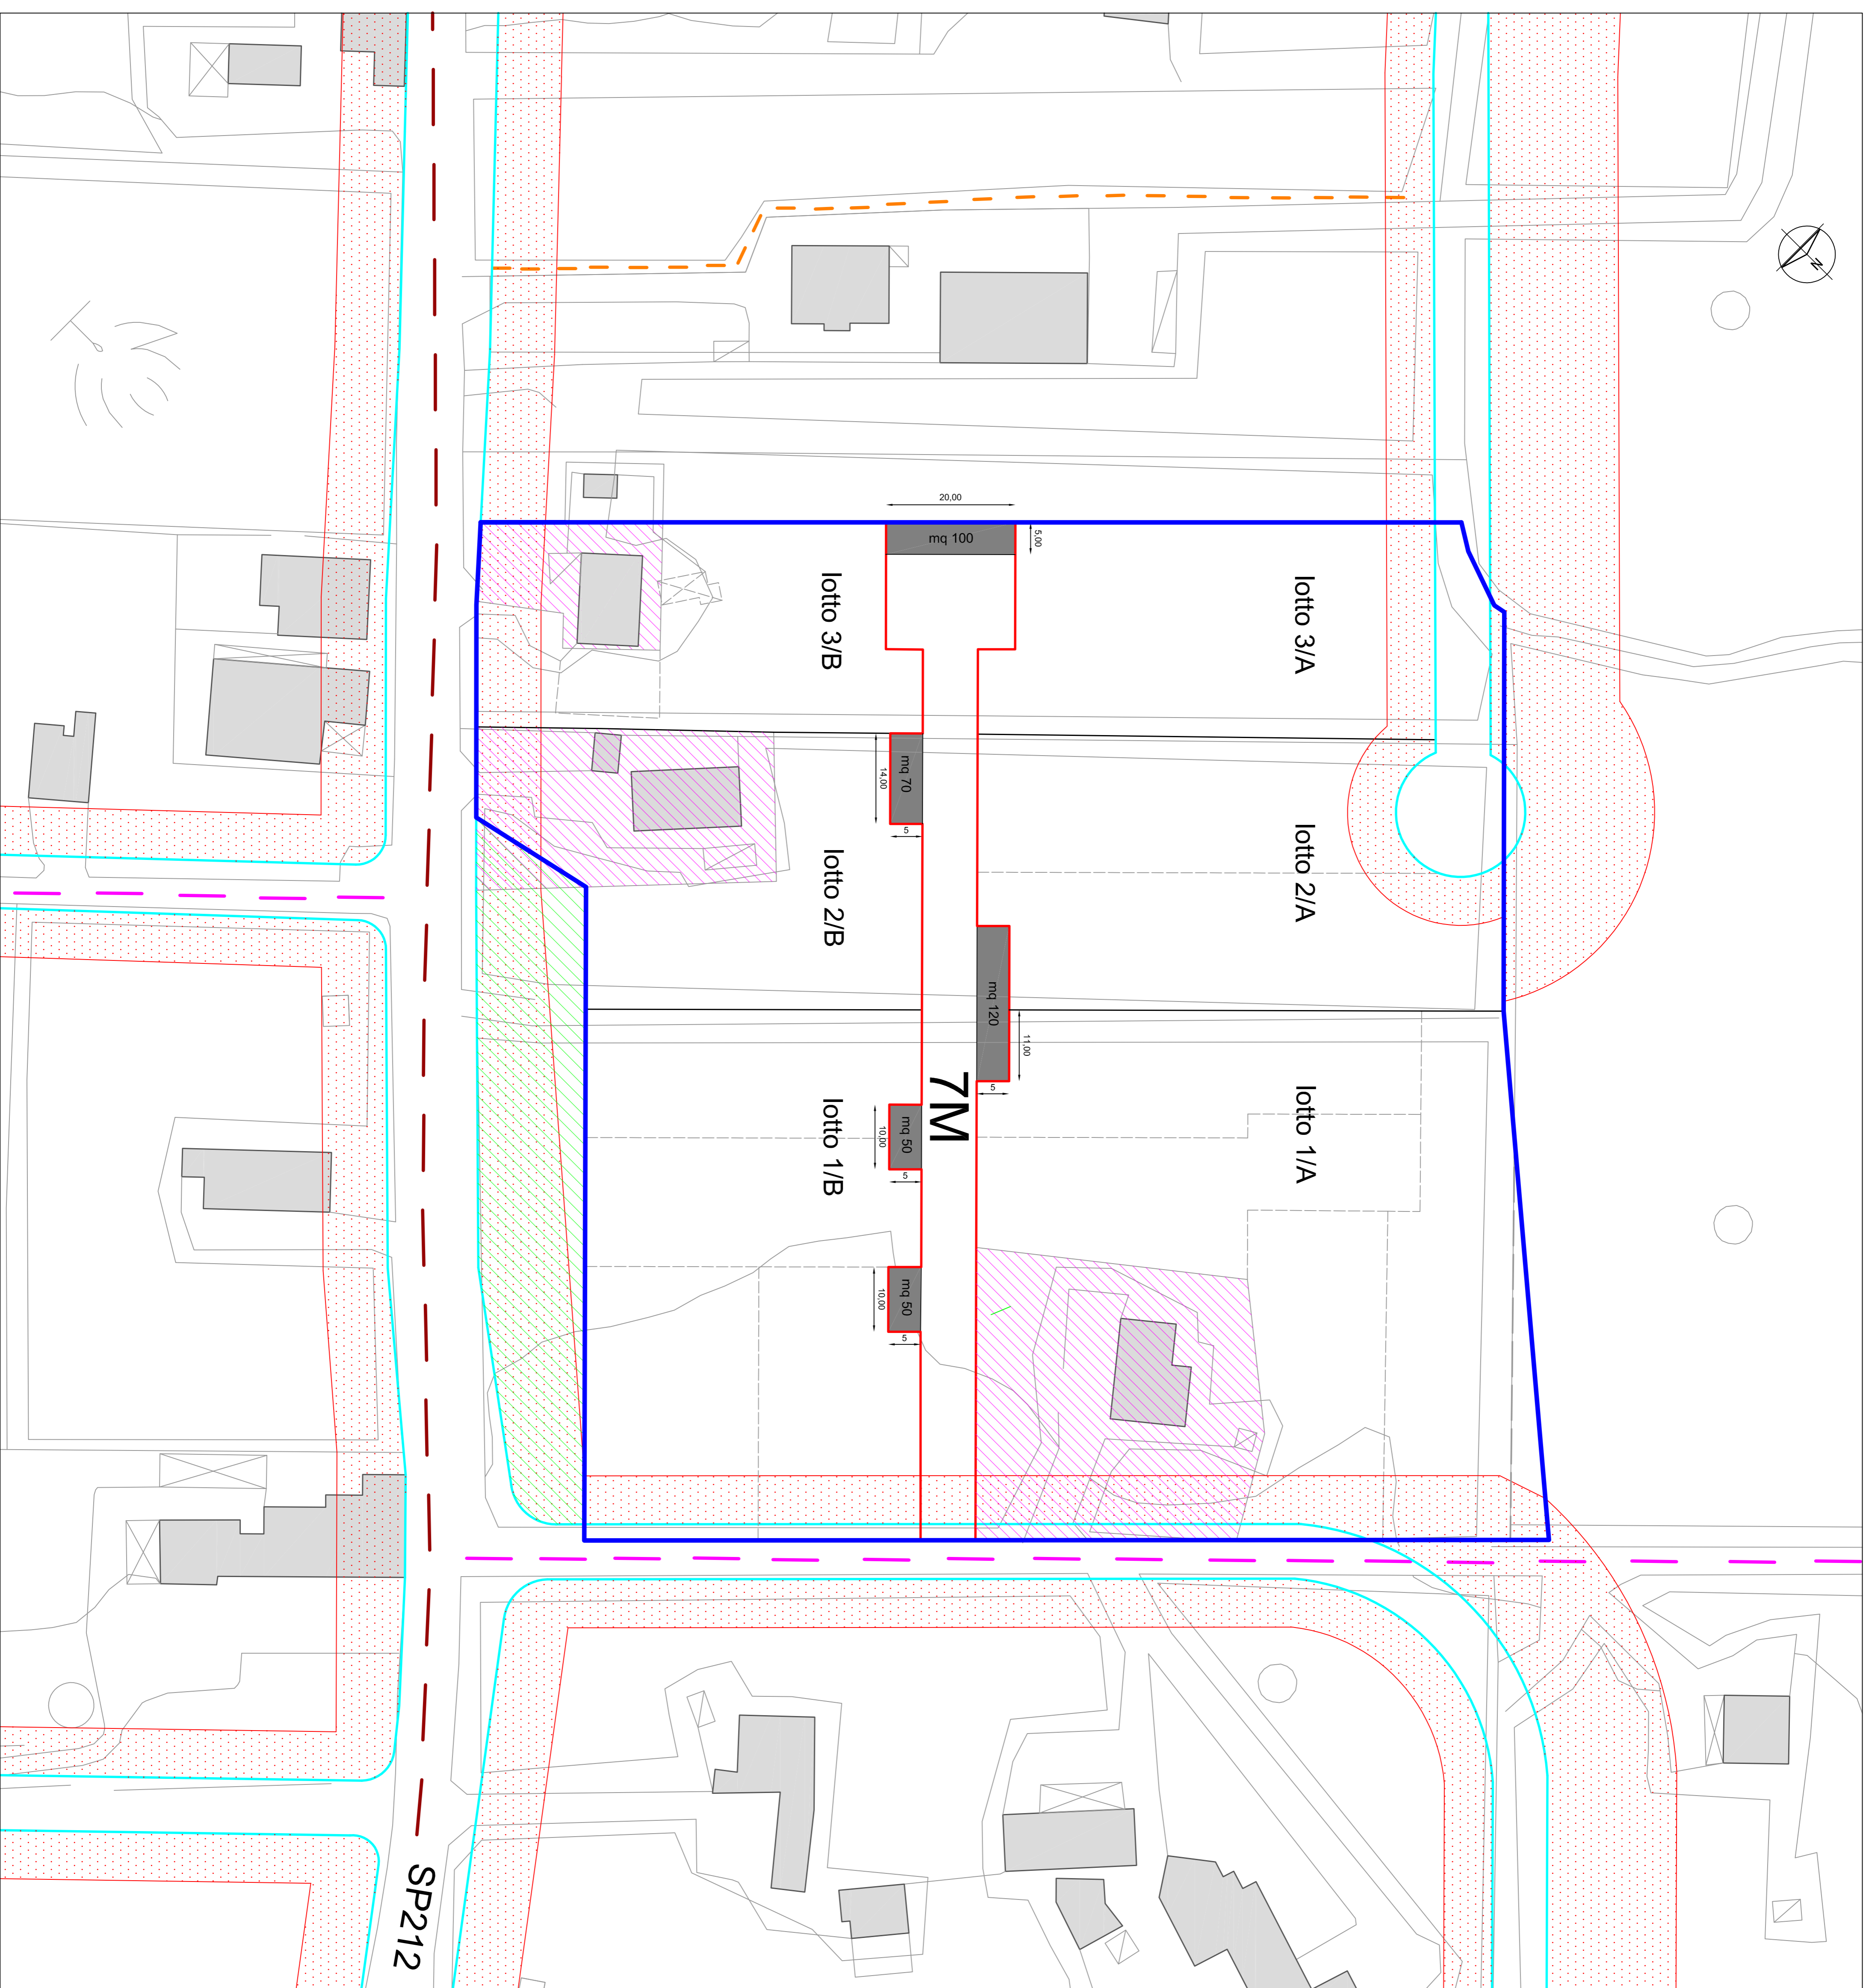 N
20,00
5,00
mq 100
lotto 3/B
lotto 3/A
mq 70
14,00
5
lotto 2/B
lotto 2/A
mq 120
11,00
5
7M
mq 50
10,00
5
lotto 1/B
lotto 1/A
mq 50
10,00
5
SP212